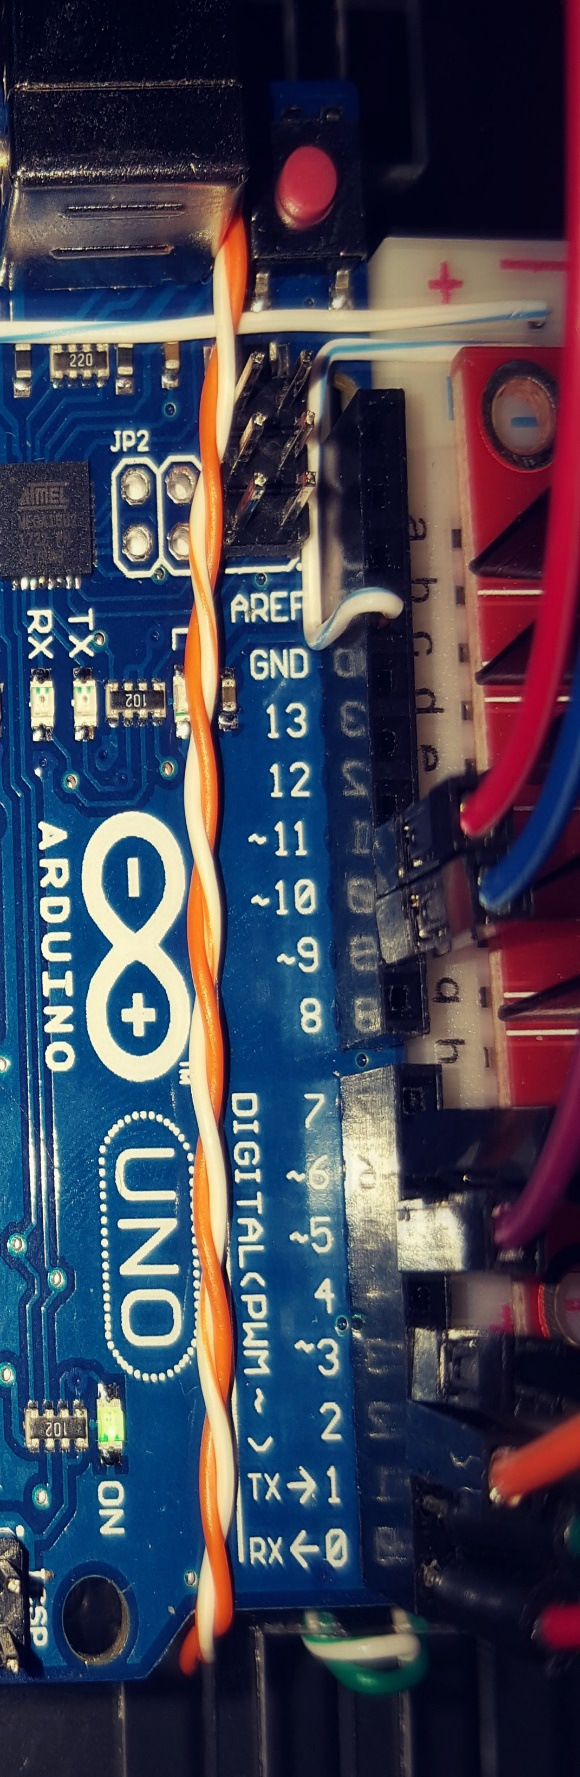 220
JP2
ATMEL
RX
TX
L
102
AREF
GND
13
12
~11
~10
~9
8
7
~6
~5
4
~3
2
TX→1
RX←0
DIGITAL(PWM ~ )
ARDUINO
- +
UNO
102
ON
+
a
b
c
d
e
g
h